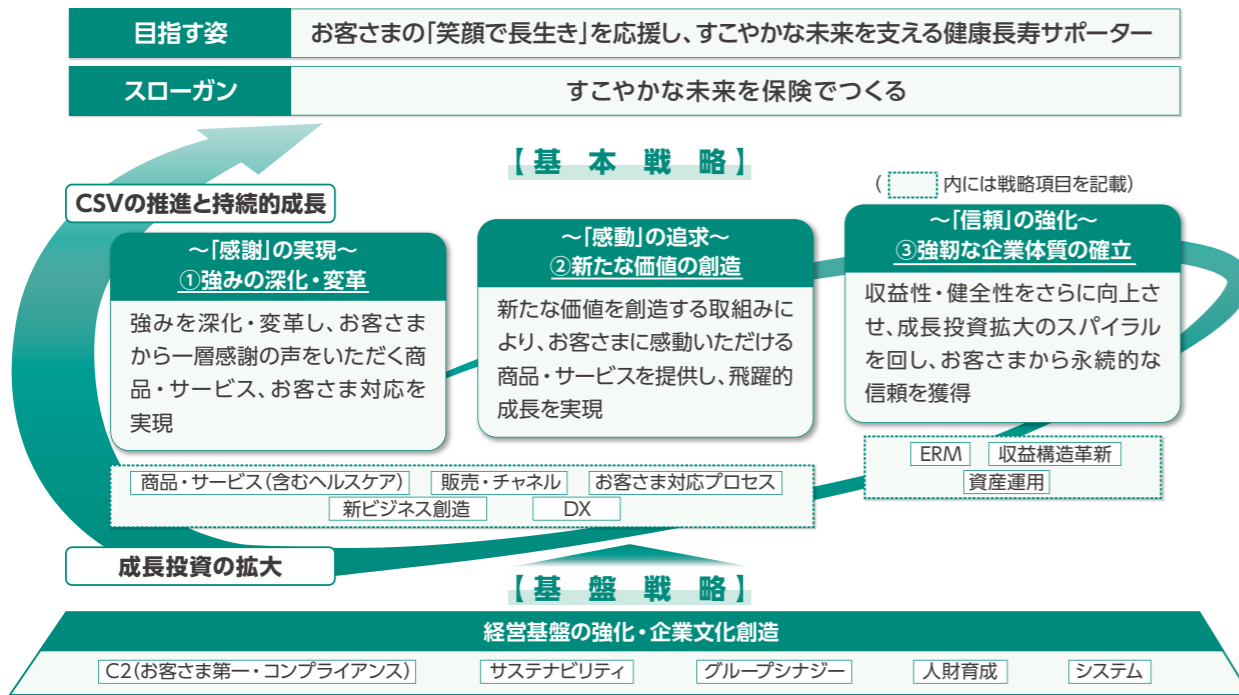 目指す姿
お客さまの「笑顔で長生き」を応援し、すこやかな未来を支える健康長寿サポーター
スローガン
すこやかな未来を保険でつくる
【基本戦略】
( 内には戦略項目を記載)
CSVの推進と持続的成長
～「感謝」の実現～
①強みの深化・変革
強みを深化・変革し、お客さま
から一層感謝の声をいただく商
品・サービス、お客さま対応を
実現
～「感動」の追求～
②新たな価値の創造
新たな価値を創造する取組みに
より、お客さまに感動いただける
商品・サービスを提供し、飛躍的
成長を実現
～「信頼」の強化～
③強靭な企業体質の確立
収益性・健全性をさらに向上さ
せ、成長投資拡大のスパイラル
を回し、お客さまから永続的な
信頼を獲得
商品・サービス(含むヘルスケア) 販売・チャネル お客さま対応プロセス
新ビジネス創造 DX
ERM 収益構造革新
資産運用
成長投資の拡大
【基盤戦略】
経営基盤の強化・企業文化創造
C2(お客さま第一・コンプライアンス) サステナビリティ グループシナジー 人財育成 システム